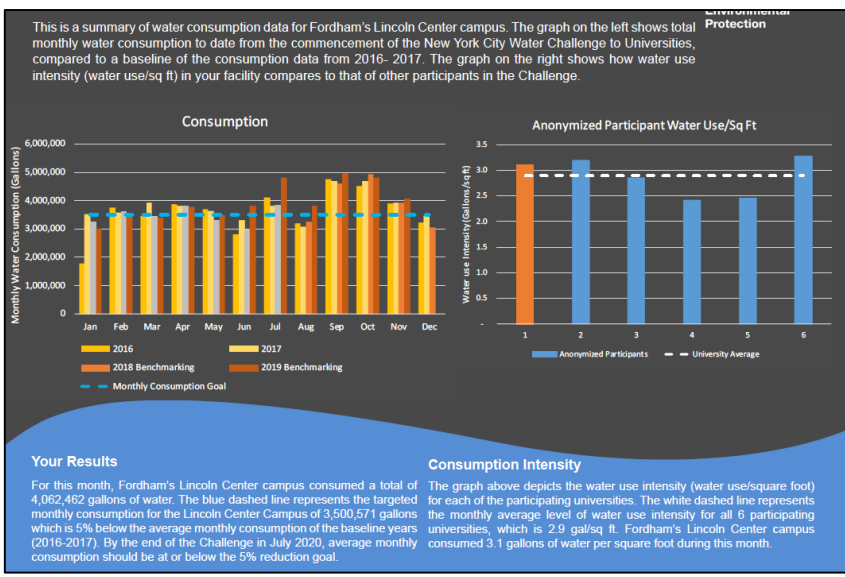 Environmental
Protection
This is a summary of water consumption data for Fordham's Lincoln Center campus. The graph on the left shows total
monthly water consumption to date from the commencement of the New York City Water Challenge to Universities,
compared to a baseline of the consumption data from 2016- 2017. The graph on the right shows how water use
intensity (water use/sq ft) in your facility compares to that of other participants in the Challenge.
Consumption
Monthly Water Consumption (Gallons)
6,000,000
5,000,000
4,000,000
3,000,000
2,000,000
1,000,000
0
Jan Feb Mar Apr May Jun Jul Aug Sep Oct Nov Dec
2016 2017
2018 Benchmarking 2019 Benchmarking
Monthly Consumption Goal
Anonymized Participant Water Use/Sq Ft
Water use Intensity (Gallons/sq ft)
3.5
3.0
2.5
2.0
1.5
1.0
0.5
-
1 2 3 4 5 6
Anonymized Participants University Average
Your Results
For this month, Fordham's Lincoln Center campus consumed a total of
4,062,462 gallons of water. The blue dashed line represents the targeted
monthly consumption for the Lincoln Center Campus of 3,500,571 gallons
which is 5% below the average monthly consumption of the baseline years
(2016-2017). By the end of the Challenge in July 2020, average monthly
consumption should be at or below the 5% reduction goal.
Consumption Intensity
The graph above depicts the water use intensity (water use/square foot)
for each of the participating universities. The white dashed line represents
the monthly average level of water use intensity for all 6 participating
universities, which is 2.9 gal/sq ft. Fordham's Lincoln Center campus
consumed 3.1 gallons of water per square foot during this month.